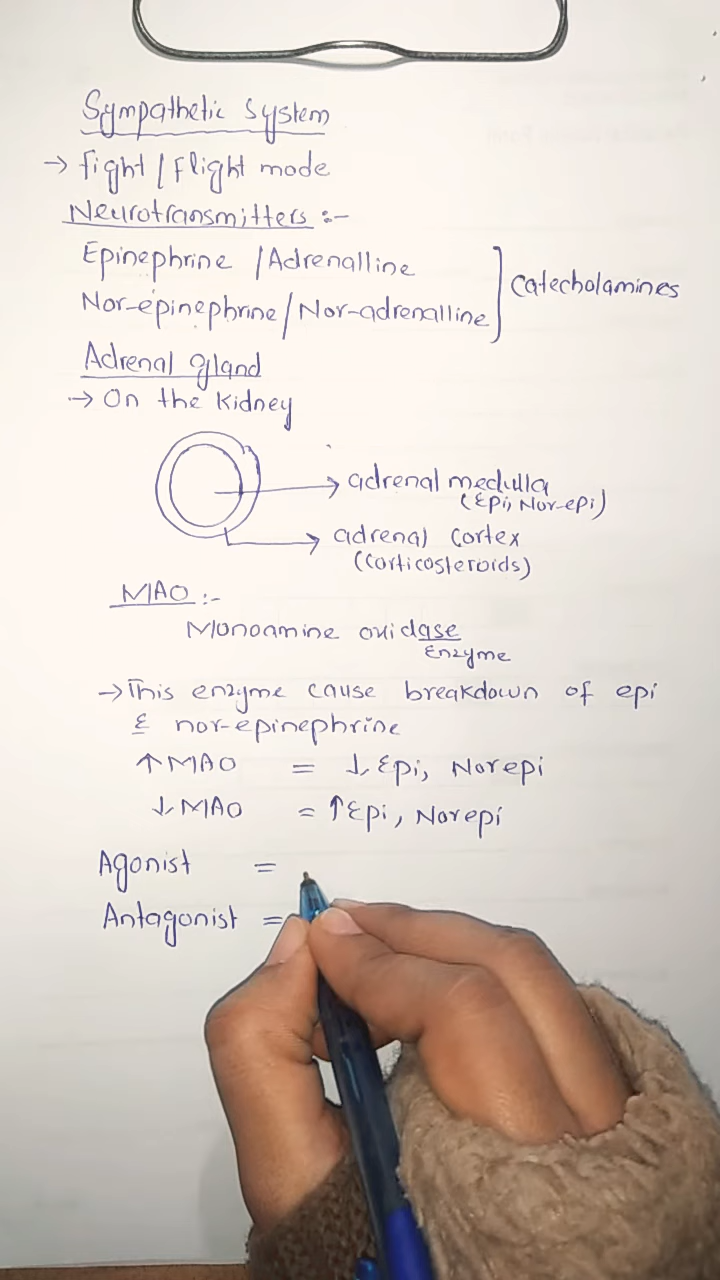 Sympathetic System
→ fight / Flight mode
Neurotransmitters :-
Epinephrine / Adrenalline
Nor-epinephrine / Nor-adrenalline
Catecholamines
Adrenal gland
→ On the kidney
adrenal medulla
(Epi, Nor-epi)
adrenal cortex
(corticosteroids)
MAO :-
Monoamine oxidase
Enzyme
→ This enzyme cause breakdown of epi
& nor-epinephrine
↑ MAO = ↓ Epi, Norepi
↓ MAO = ↑ Epi, Norepi
Agonist =
Antagonist =